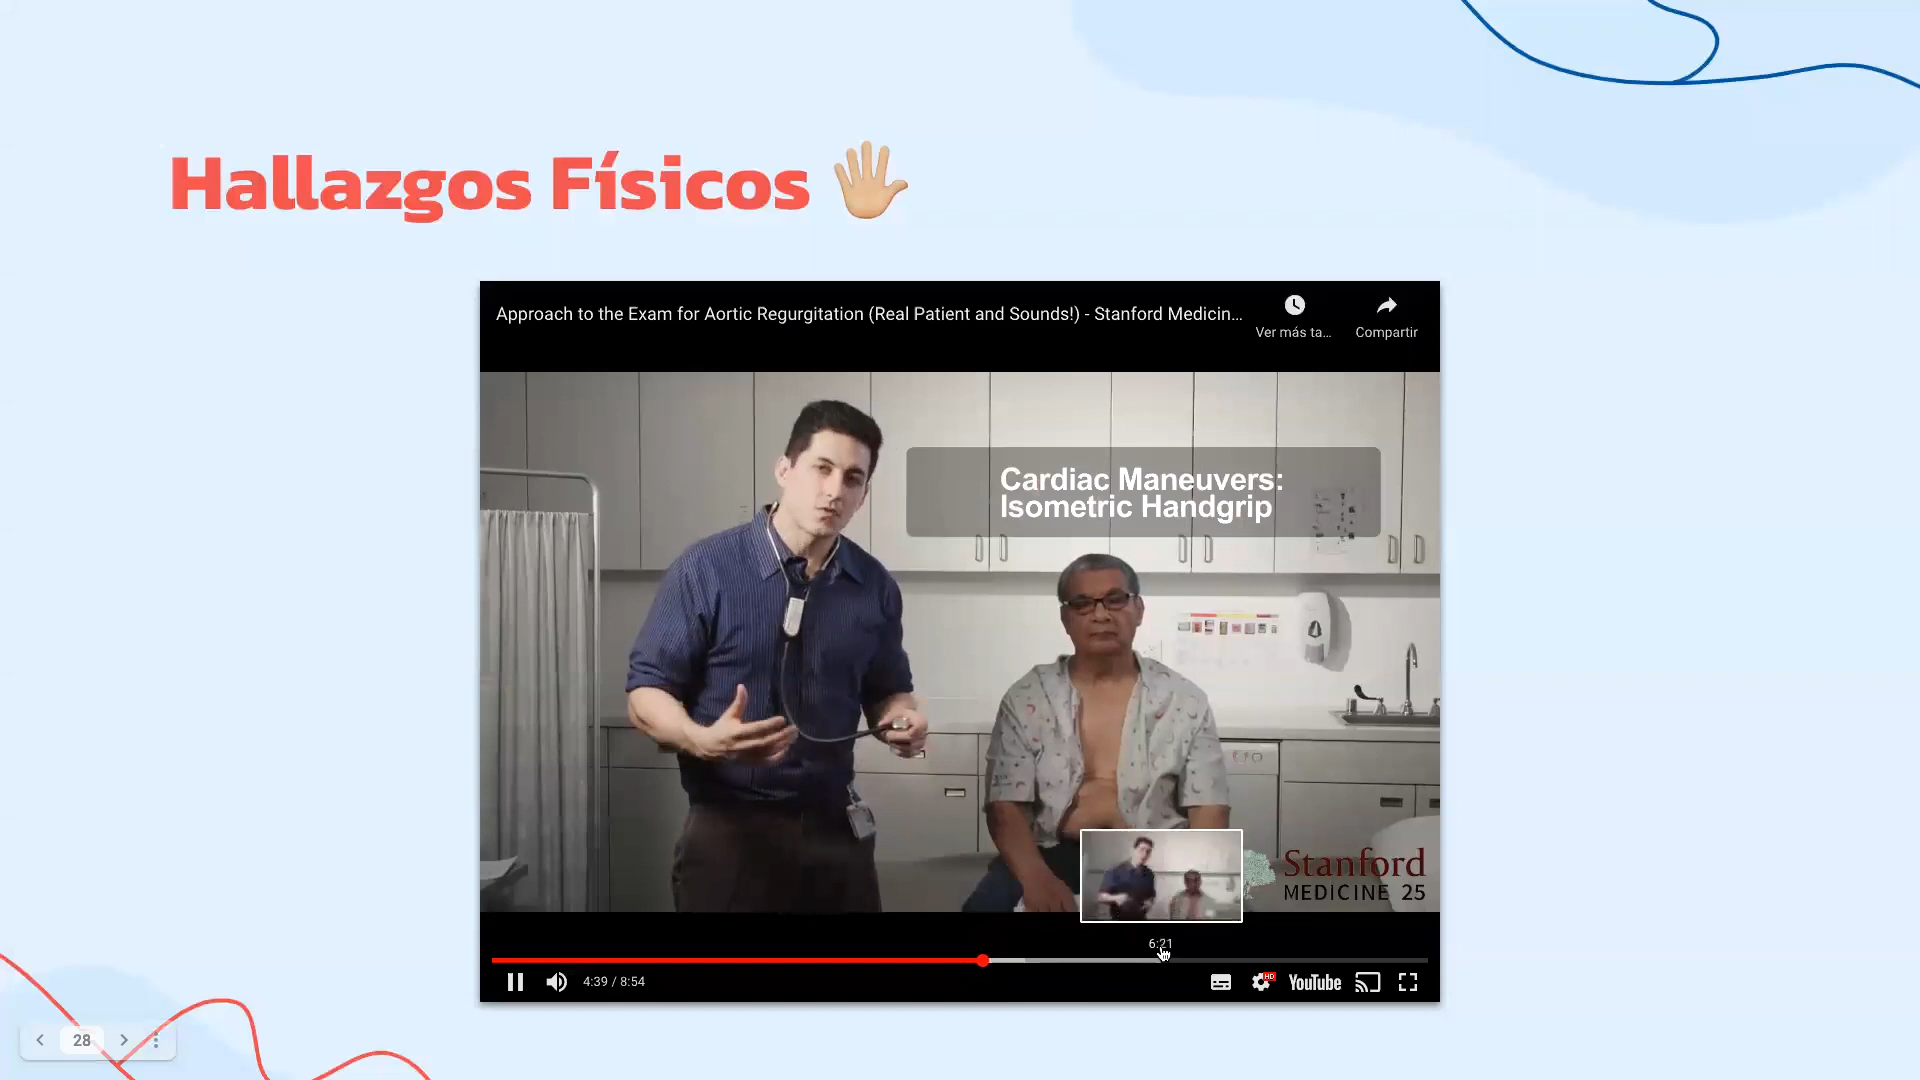 Hallazgos Físicos
Approach to the Exam for Aortic Regurgitation (Real Patient and Sounds!) - Stanford Medicin...
Ver más ta...
Compartir
Cardiac Maneuvers:
Isometric Handgrip
Stanford
MEDICINE 25
6:21
4:39 / 8:54
HD
YouTube
28